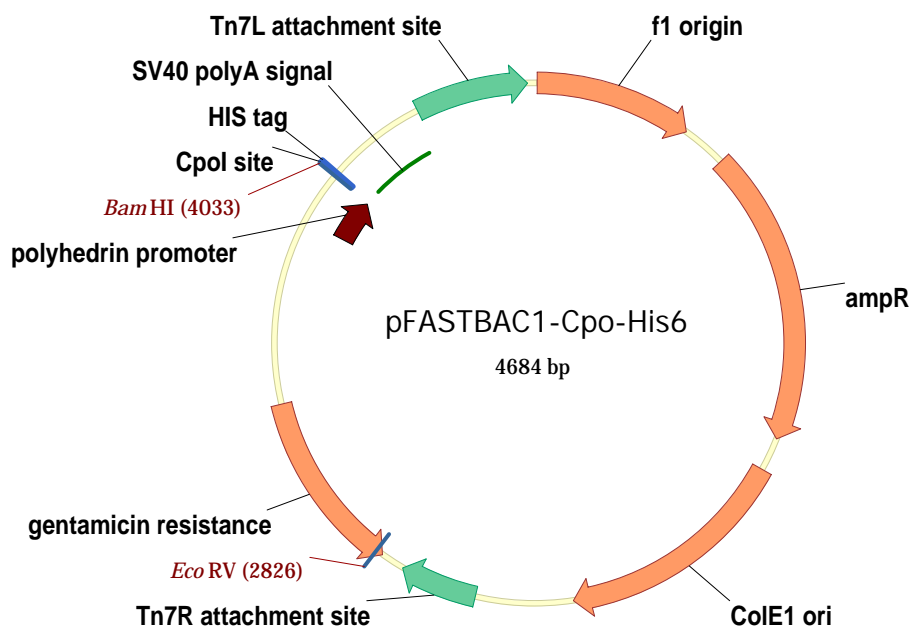 Tn7L attachment site
f1 origin
SV40 polyA signal
HIS tag
CpoI site
BamHI (4033)
polyhedrin promoter
ampR
pFASTBAC1-Cpo-His6
4684 bp
gentamicin resistance
EcoRV (2826)
Tn7R attachment site
ColE1 ori